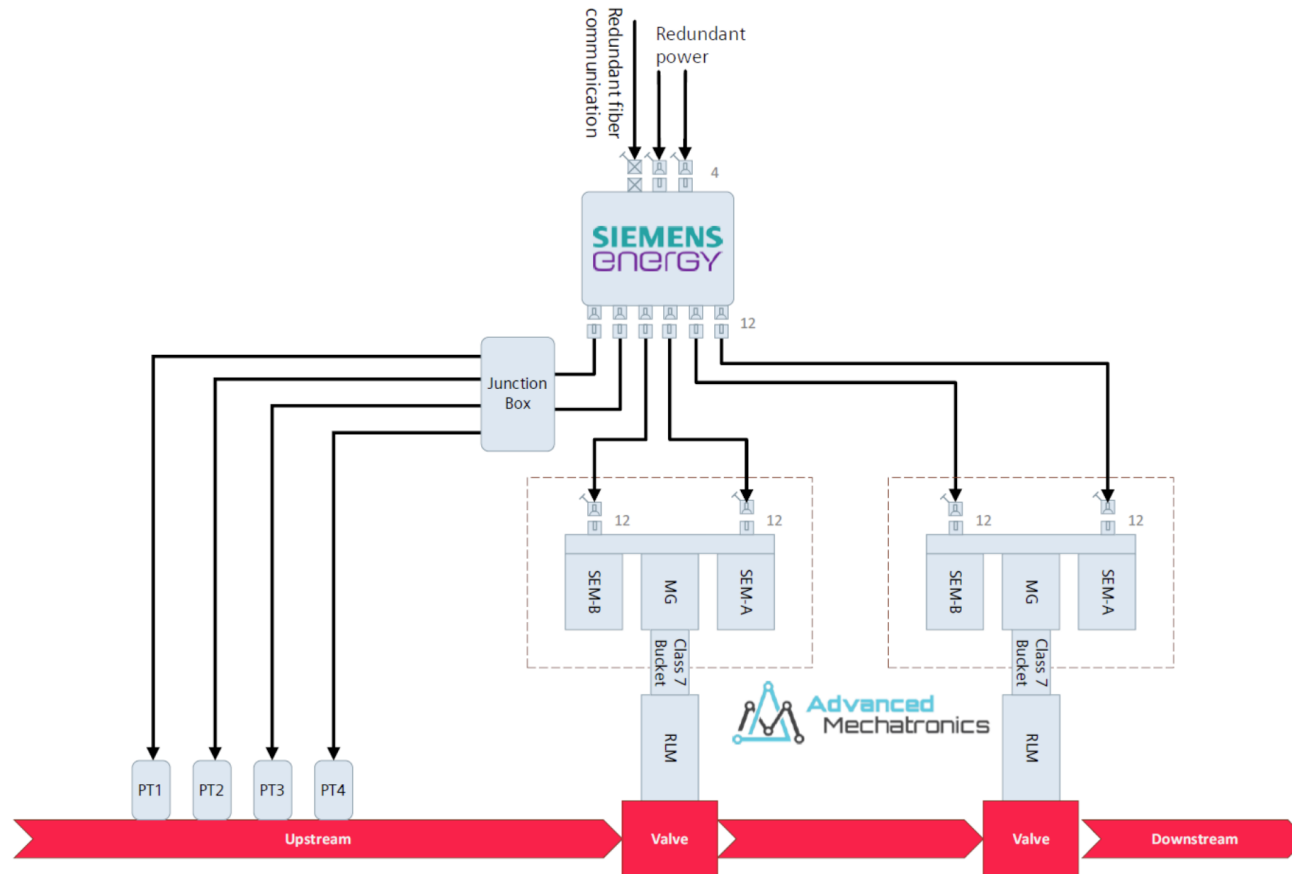 Redundant fiber
communication
Redundant
power
4
SIEMENS
energy
12
Junction
Box
12
12
12
12
SEM-B
MG
SEM-A
SEM-B
MG
SEM-A
Class 7
Bucket
Class 7
Bucket
Advanced
Mechatronics
RLM
RLM
PT1
PT2
PT3
PT4
Upstream
Valve
Valve
Downstream